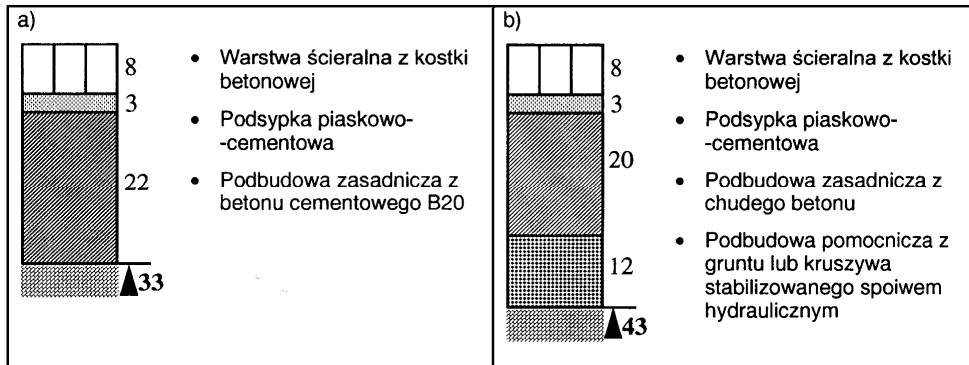 a)
8
3
22
33
• Warstwa ścieralna z kostki
betonowej
• Podsypka piaskowo-
-cementowa
• Podbudowa zasadnicza z
betonu cementowego B20
b)
8
3
20
12
43
• Warstwa ścieralna z kostki
betonowej
• Podsypka piaskowo-
-cementowa
• Podbudowa zasadnicza z
chudego betonu
• Podbudowa pomocnicza z
gruntu lub kruszywa
stabilizowanego spoiwem
hydraulicznym